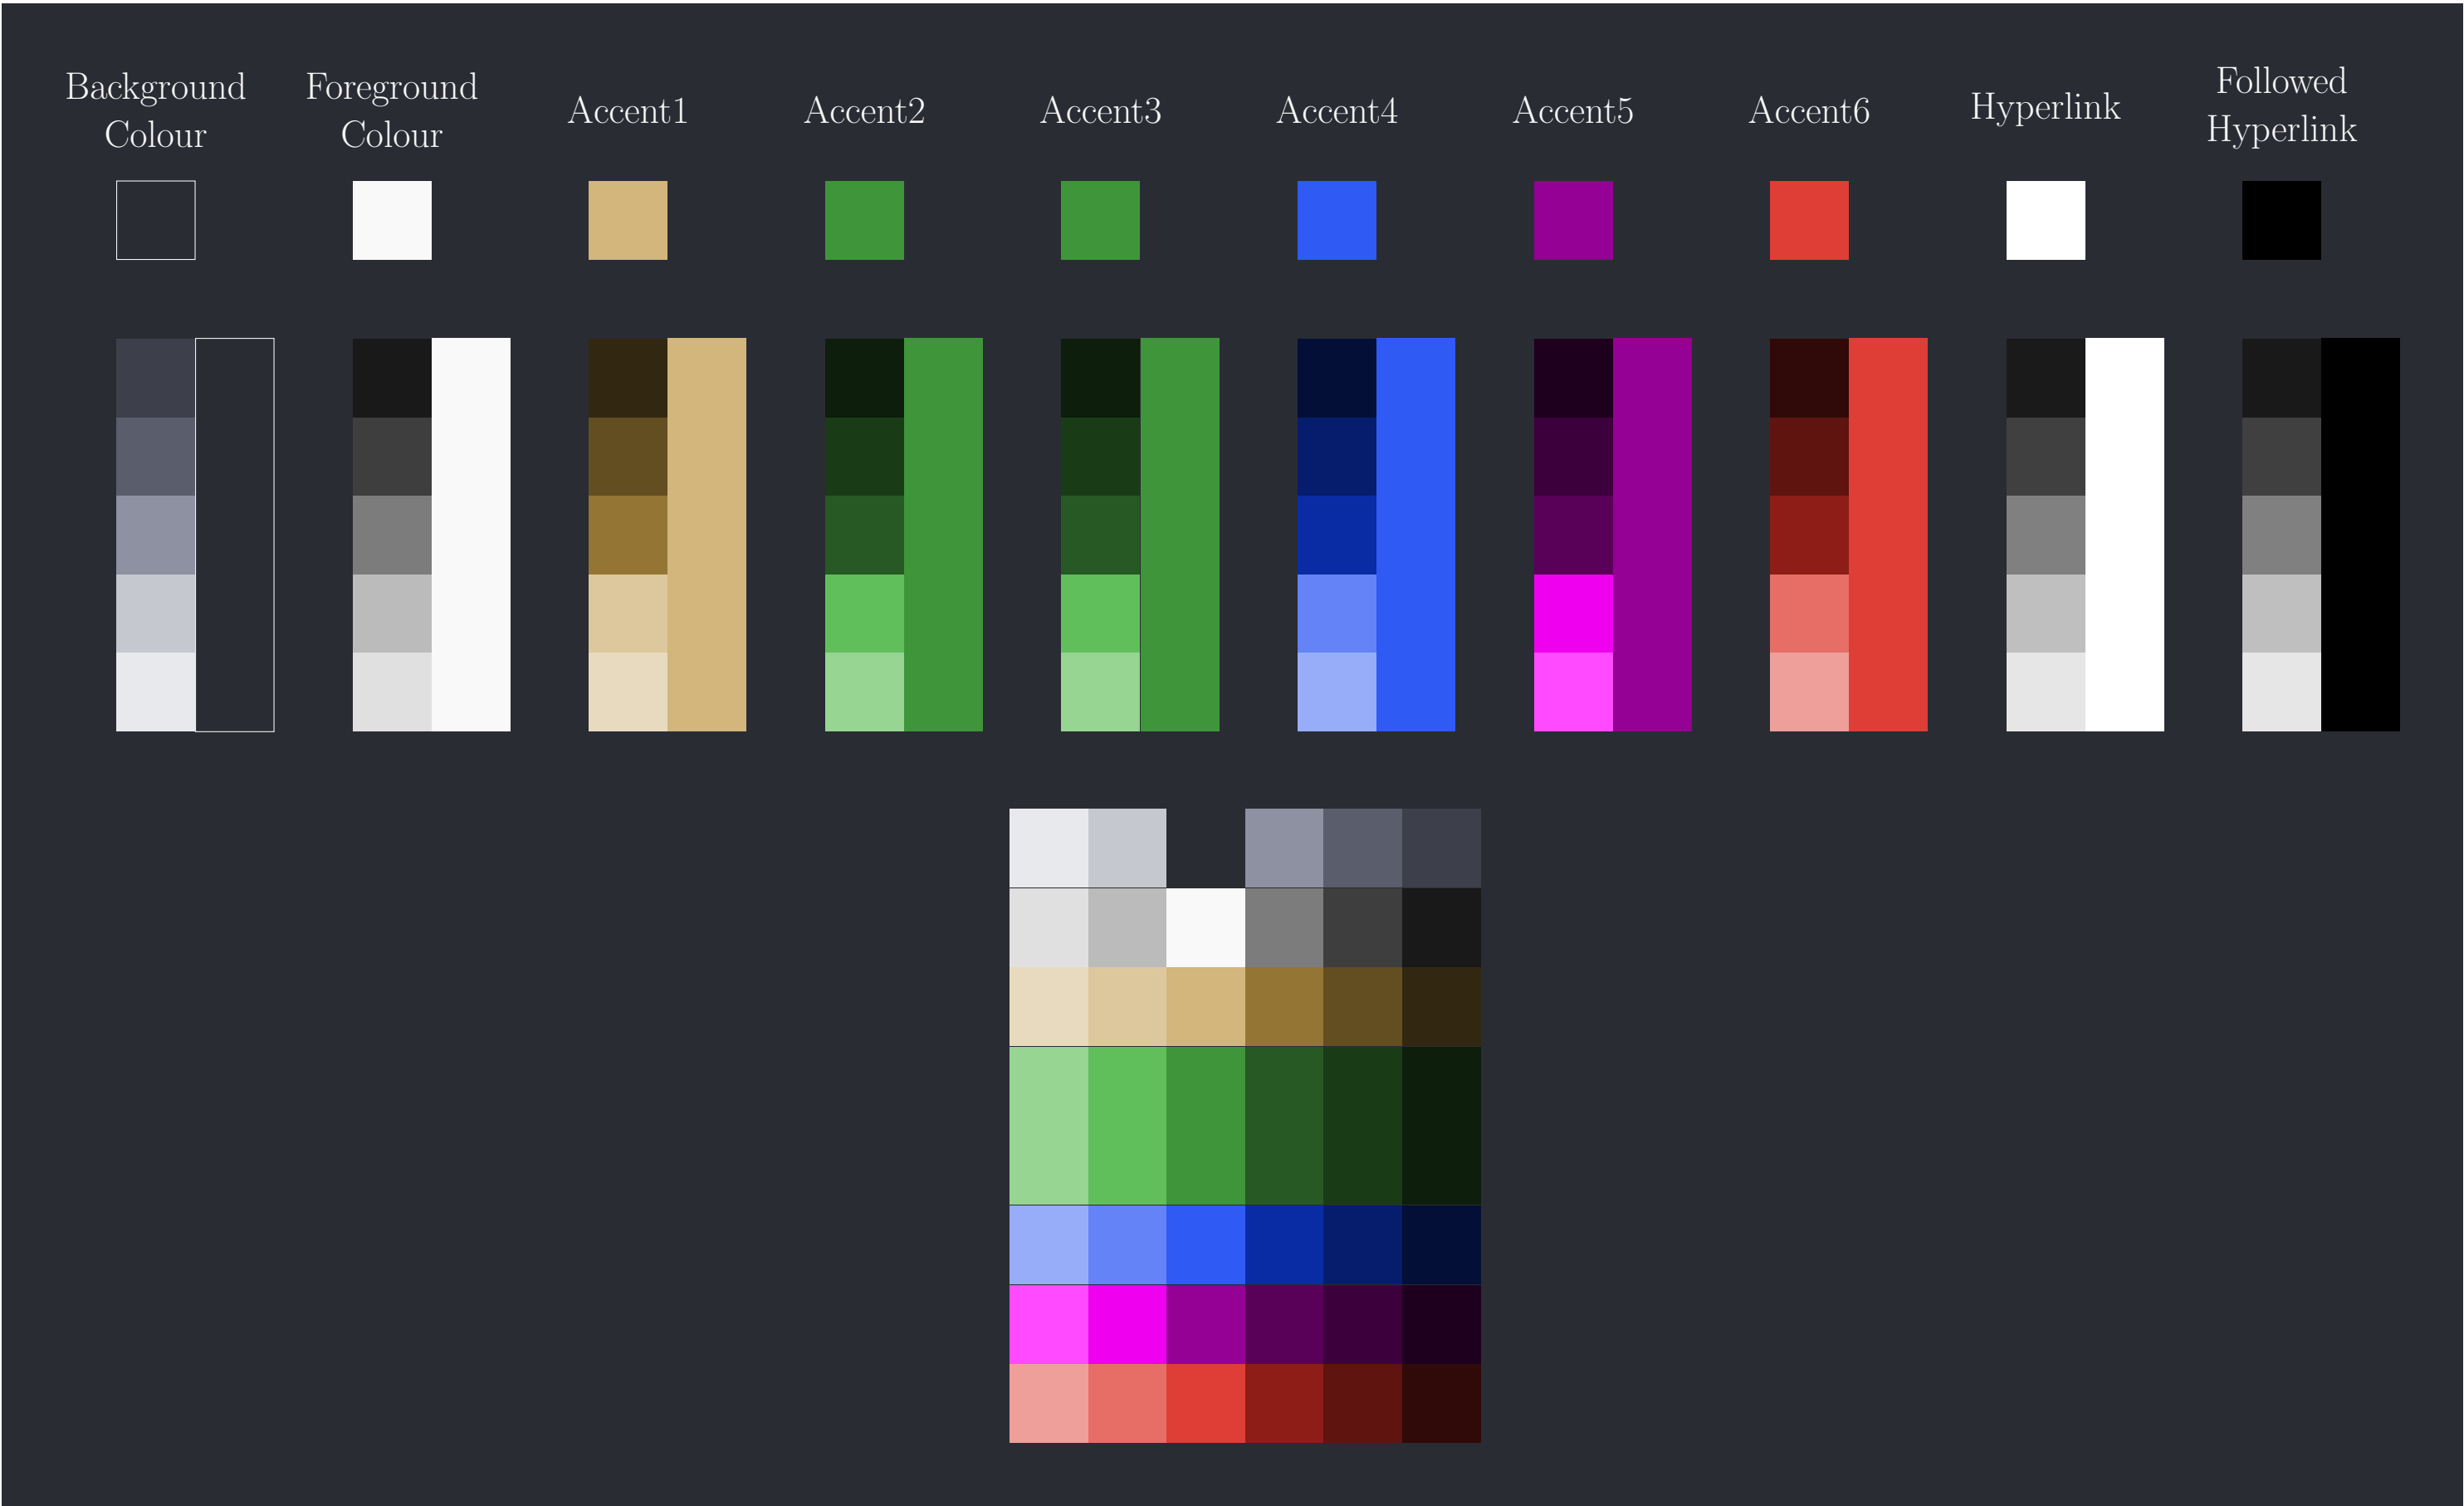 Background
Colour
Foreground
Colour
Accent1
Accent2
Accent3
Accent4
Accent5
Accent6
Hyperlink
Followed
Hyperlink